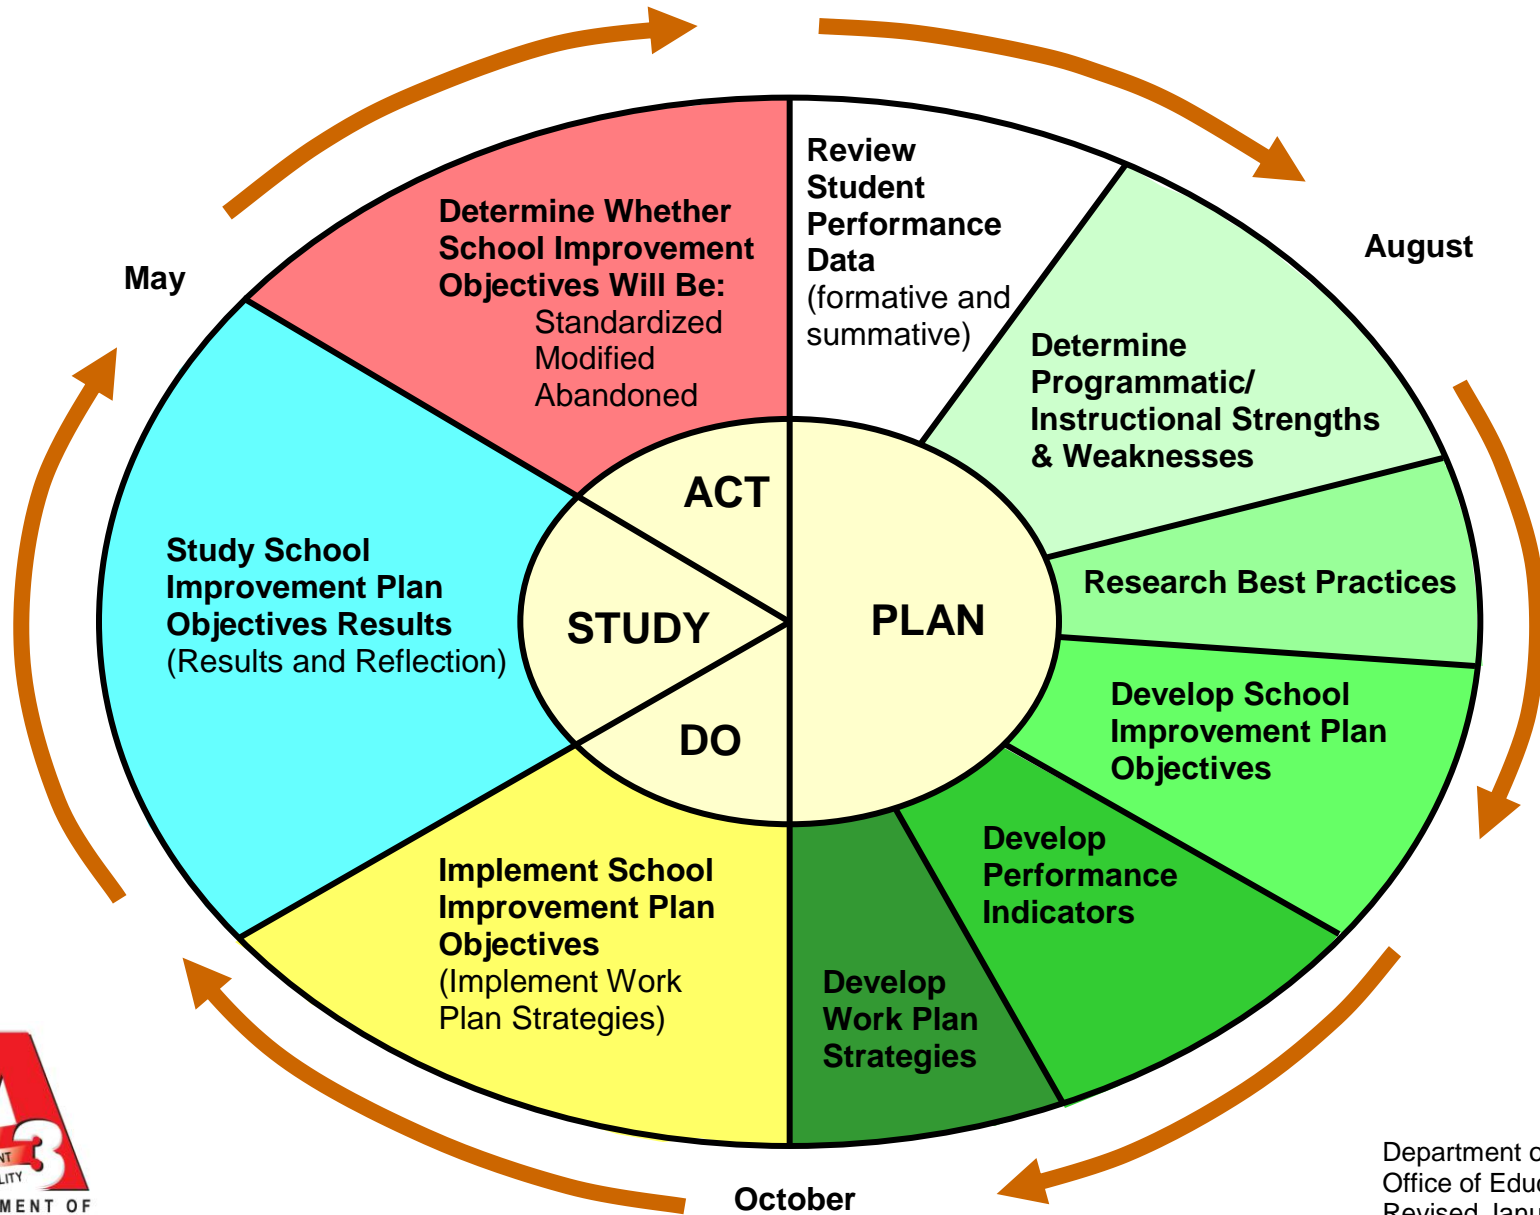 Review
Student
Performance
Data
(formative and
summative)
August
Determine
Programmatic/
Instructional Strengths
& Weaknesses
Research Best Practices
Develop School
Improvement Plan
Objectives
Develop
Performance
Indicators
Develop
Work Plan
Strategies
October
Implement School
Improvement Plan
Objectives
(Implement Work
Plan Strategies)
Study School
Improvement Plan
Objectives Results
(Results and Reflection)
May
Determine Whether
School Improvement
Objectives Will Be:
Standardized
Modified
Abandoned
ACT
STUDY
DO
PLAN
3
OF
Department
Office of
Revised